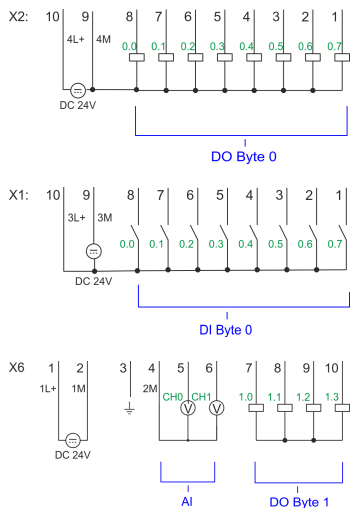 X2: 10 9 8 7 6 5 4 3 2 1
4L+ 4M 0.0 0.1 0.2 0.3 0.4 0.5 0.6 0.7
DC 24V
DO Byte 0
X1: 10 9 8 7 6 5 4 3 2 1
3L+ 3M 0.0 0.1 0.2 0.3 0.4 0.5 0.6 0.7
DC 24V
DI Byte 0
X6 1 2 3 4 5 6 7 8 9 10
1L+ 1M 2M CH0 CH1 1.0 1.1 1.2 1.3
V V
DC 24V
AI DO Byte 1